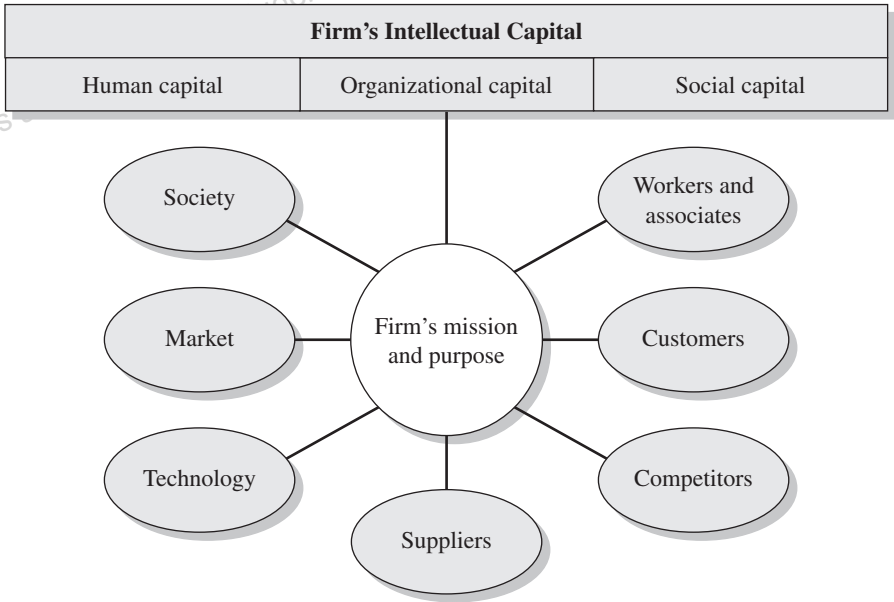 Firm's Intellectual Capital
Human capital
Organizational capital
Social capital
Society
Workers and
associates
Market
Firm's mission
and purpose
Customers
Technology
Competitors
Suppliers